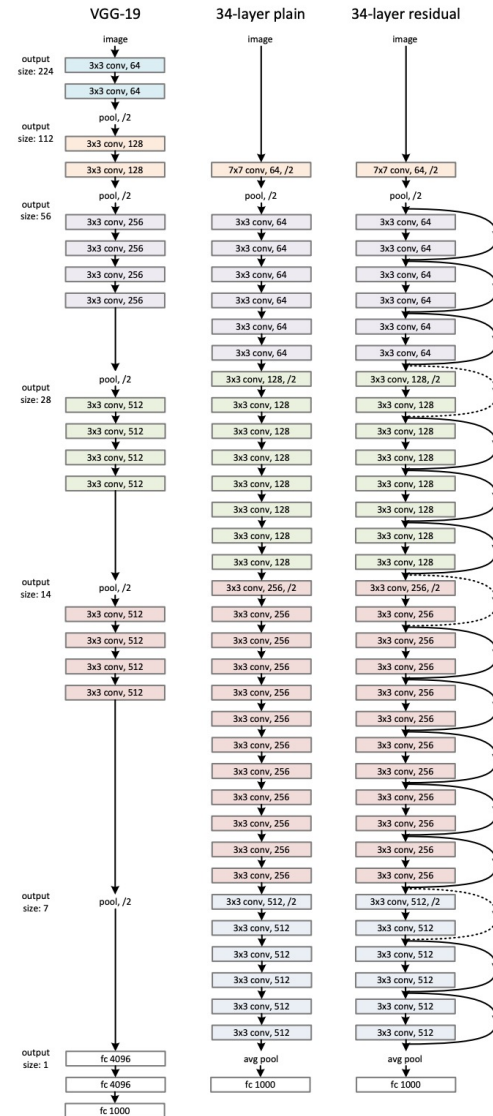 output
size: 224
output
size: 112
output
size: 56
output
size: 28
output
size: 14
output
size: 7
output
size: 1
VGG-19
image
3x3 conv, 64
3x3 conv, 64
pool, /2
3x3 conv, 128
3x3 conv, 128
pool, /2
3x3 conv, 256
3x3 conv, 256
3x3 conv, 256
3x3 conv, 256
pool, /2
3x3 conv, 512
3x3 conv, 512
3x3 conv, 512
3x3 conv, 512
pool, /2
3x3 conv, 512
3x3 conv, 512
3x3 conv, 512
3x3 conv, 512
pool, /2
fc 4096
fc 4096
fc 1000
34-layer plain
image
7x7 conv, 64, /2
pool, /2
3x3 conv, 64
3x3 conv, 64
3x3 conv, 64
3x3 conv, 64
3x3 conv, 64
3x3 conv, 64
3x3 conv, 128, /2
3x3 conv, 128
3x3 conv, 128
3x3 conv, 128
3x3 conv, 128
3x3 conv, 128
3x3 conv, 128
3x3 conv, 128
3x3 conv, 256, /2
3x3 conv, 256
3x3 conv, 256
3x3 conv, 256
3x3 conv, 256
3x3 conv, 256
3x3 conv, 256
3x3 conv, 256
3x3 conv, 256
3x3 conv, 256
3x3 conv, 256
3x3 conv, 256
3x3 conv, 512, /2
3x3 conv, 512
3x3 conv, 512
3x3 conv, 512
3x3 conv, 512
3x3 conv, 512
avg pool
fc 1000
34-layer residual
image
7x7 conv, 64, /2
pool, /2
3x3 conv, 64
3x3 conv, 64
3x3 conv, 64
3x3 conv, 64
3x3 conv, 64
3x3 conv, 64
3x3 conv, 128, /2
3x3 conv, 128
3x3 conv, 128
3x3 conv, 128
3x3 conv, 128
3x3 conv, 128
3x3 conv, 128
3x3 conv, 128
3x3 conv, 256, /2
3x3 conv, 256
3x3 conv, 256
3x3 conv, 256
3x3 conv, 256
3x3 conv, 256
3x3 conv, 256
3x3 conv, 256
3x3 conv, 256
3x3 conv, 256
3x3 conv, 256
3x3 conv, 256
3x3 conv, 512, /2
3x3 conv, 512
3x3 conv, 512
3x3 conv, 512
3x3 conv, 512
3x3 conv, 512
avg pool
fc 1000